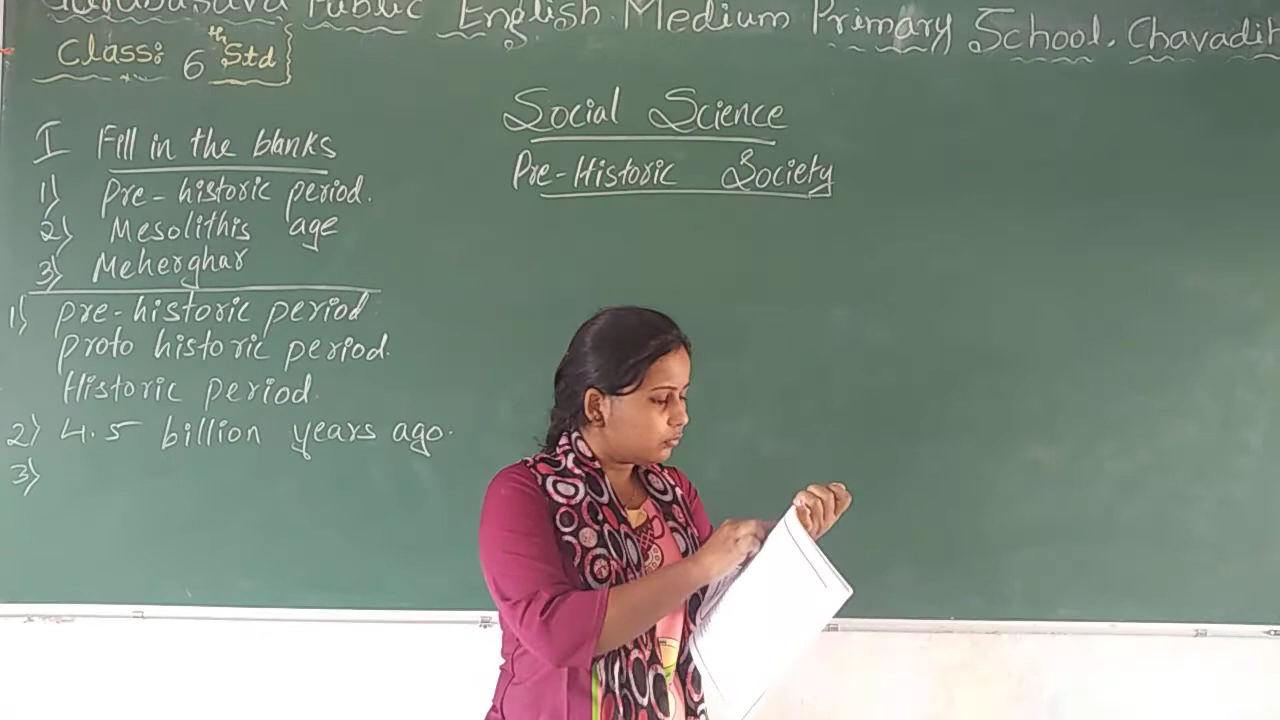 Public English Medium Primary School, Chavadih
Class: 6th Std
Social Science
Pre-Historic Society
I Fill in the blanks
1) Pre-historic period.
2) Mesolithis age
3) Meherghar
1) Pre-historic period
Proto historic period.
Historic period
2) 4.5 billion years ago.
3)